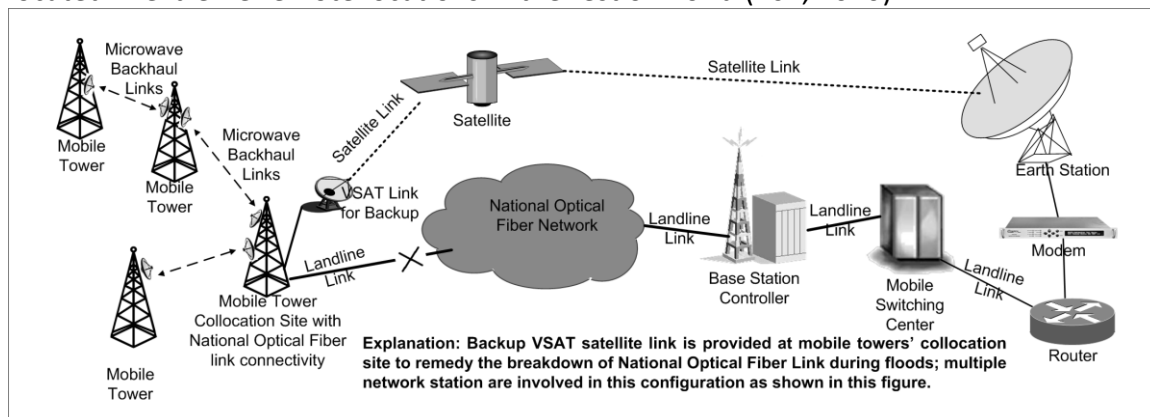 Microwave
Backhaul
Links
Mobile
Tower
Mobile
Tower
Microwave
Backhaul
Links
Satellite Link
Satellite
Satellite Link
VSAT Link
for Backup
National Optical
Fiber Network
Landline
Link
Landline
Link
Base Station
Controller
Landline
Link
Mobile
Switching
Center
Earth Station
Modem
Landline
Link
Router
Mobile Tower
Collocation Site with
National Optical Fiber
link connectivity
Mobile
Tower
Explanation: Backup VSAT satellite link is provided at mobile towers' collocation
site to remedy the breakdown of National Optical Fiber Link during floods; multiple
network station are involved in this configuration as shown in this figure.